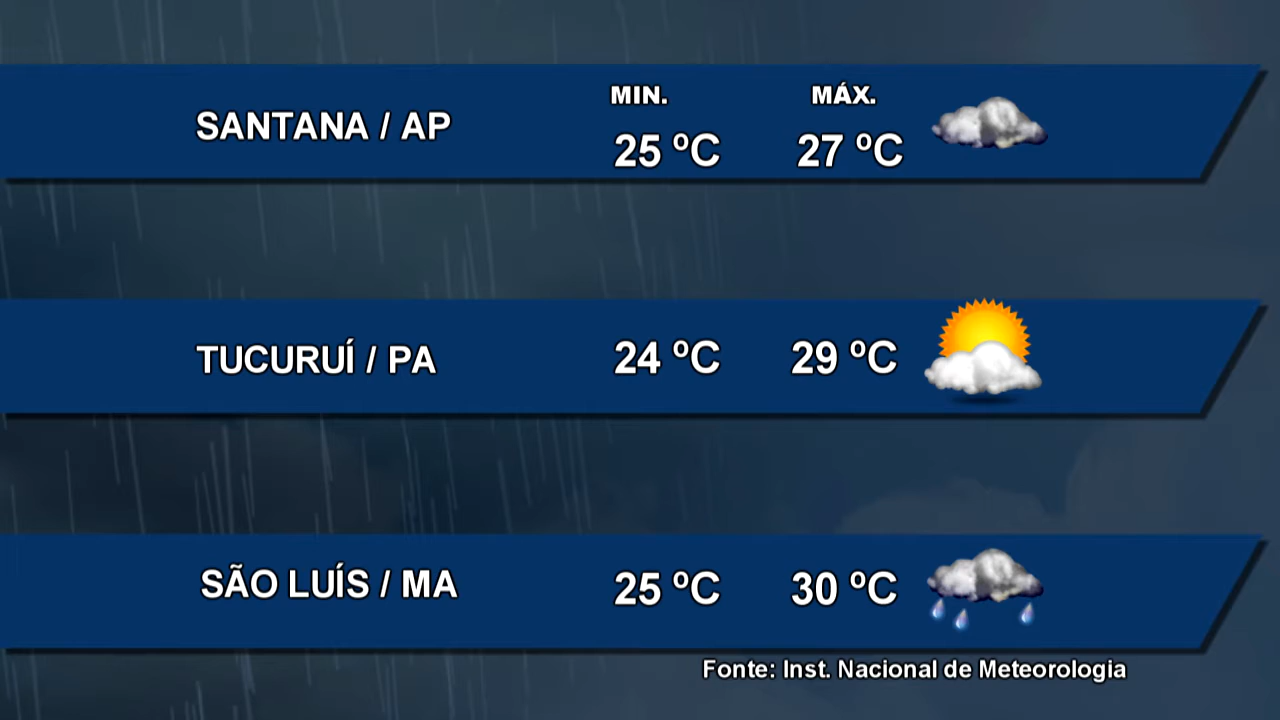 MIN. MÁX.
SANTANA / AP 25 ºC 27 ºC
TUCURUÍ / PA 24 ºC 29 ºC
SÃO LUÍS / MA 25 ºC 30 ºC
Fonte: Inst. Nacional de Meteorologia